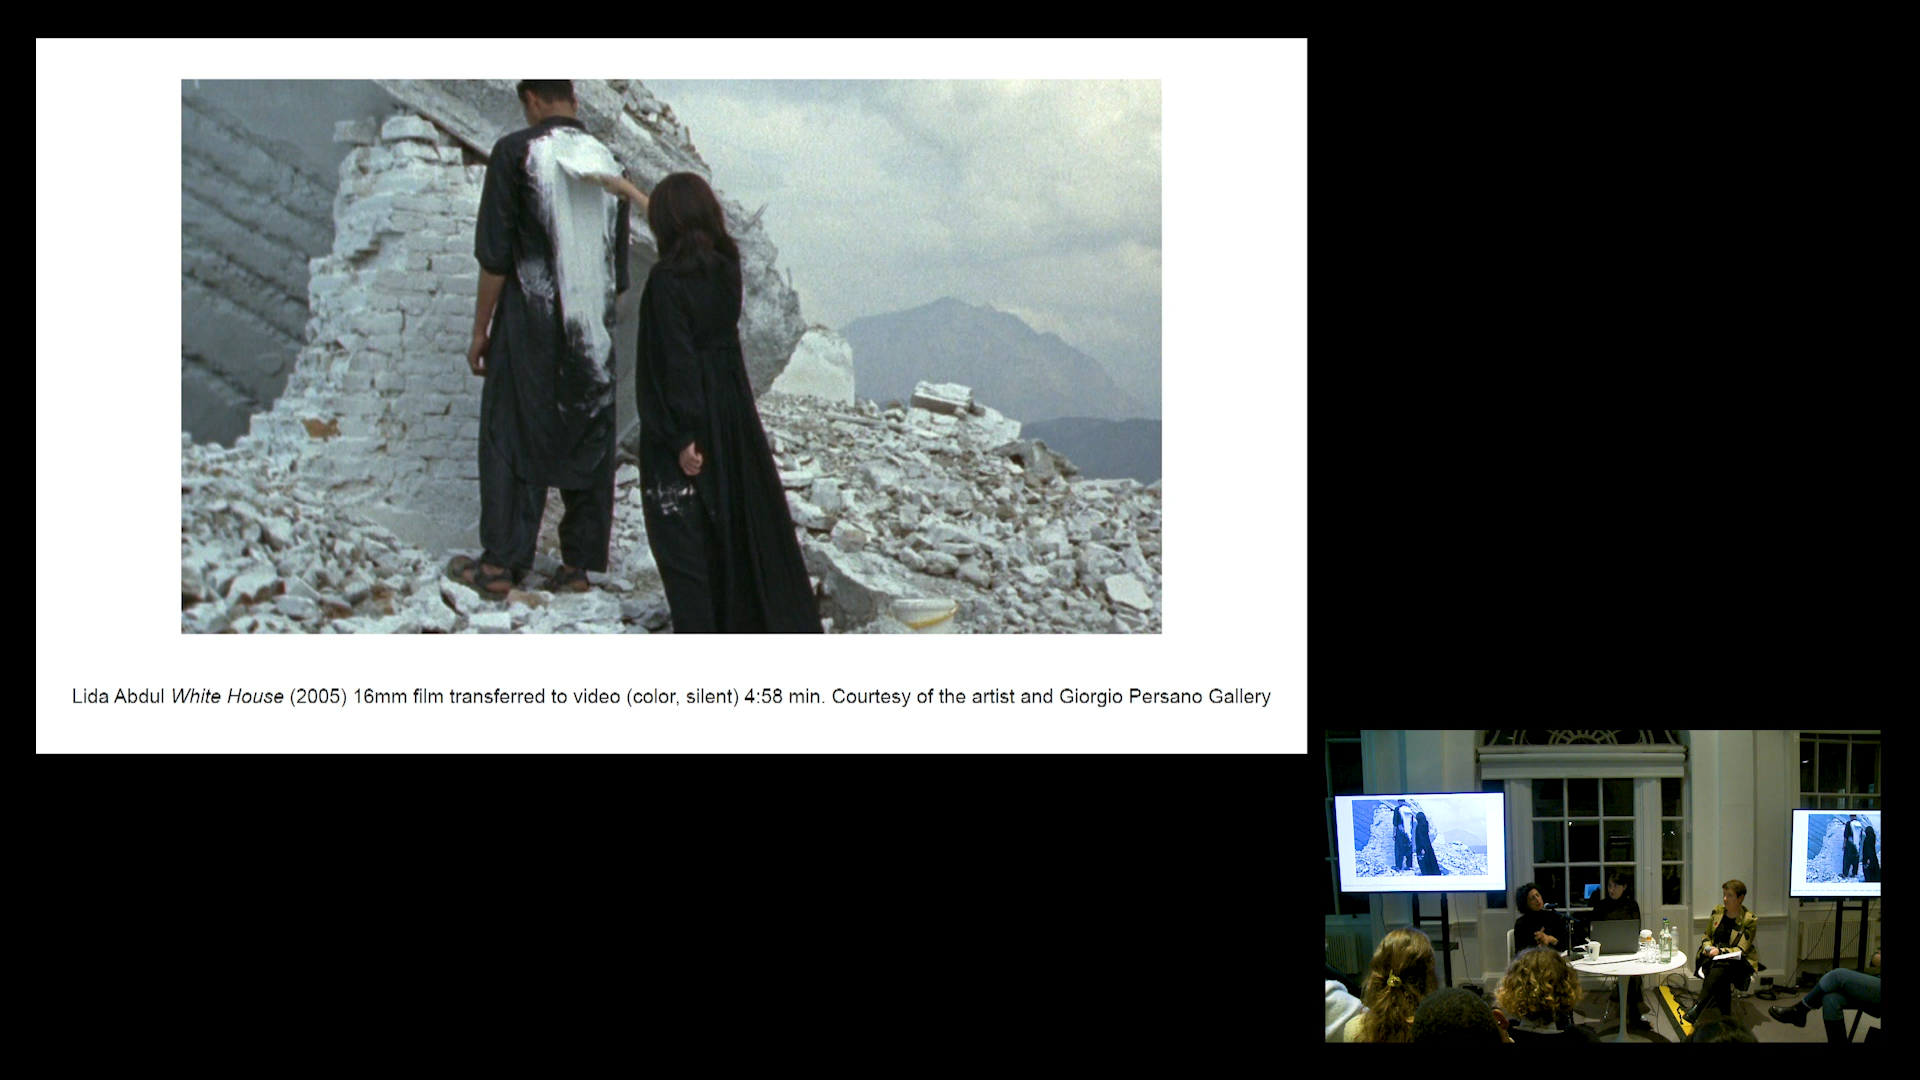 Lida Abdul White House (2005) 16mm film transferred to video (color, silent) 4:58 min. Courtesy of the artist and Giorgio Persano Gallery